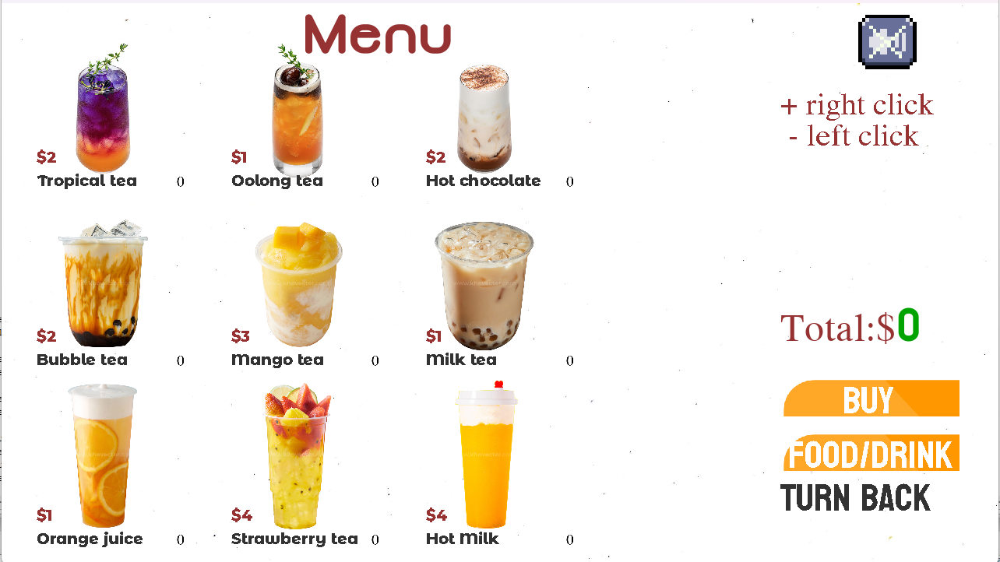 Menu
+ right click
- left click
$2
Tropical tea 0
$1
Oolong tea 0
$2
Hot chocolate 0
$2
Bubble tea 0
$3
Mango tea 0
$1
Milk tea 0
Total:$0
BUY
FOOD/DRINK
TURN BACK
$1
Orange juice 0
$4
Strawberry tea 0
$4
Hot Milk 0